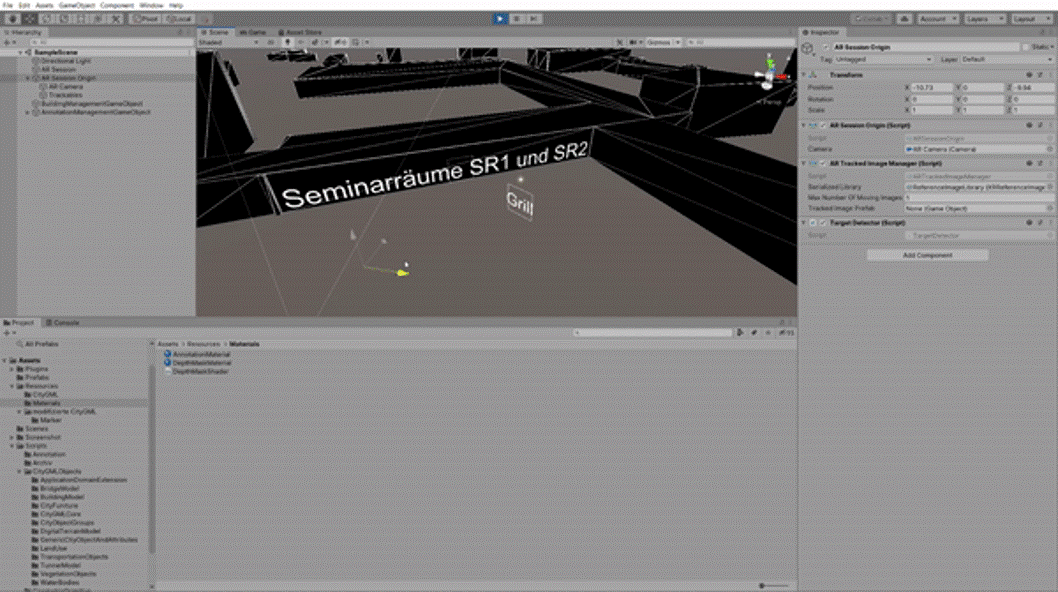 File Edit Assets GameObject Component Window Help
Pivot Local
Account Layers Layout
Hierarchy
All
SampleScene
Directional Light
AR Session
AR Session Origin
AR Camera
Trackables
BuildingManagementGameObject
AnnotationManagementGameObject
Scene Game Asset Store
Shaded
Gizmos All
Persp
Seminarräume SR1 und SR2
Grill
Inspector
AR Session Origin Static
Tag Untagged Layer Default
Transform
Position X -10.73 Y 0 Z -9.94
Rotation X 0 Y 0 Z 0
Scale X 1 Y 1 Z 1
AR Session Origin (Script)
Script ARSessionOrigin
Camera AR Camera (Camera)
AR Tracked Image Manager (Script)
Script ARTrackedImageManager
Serialized Library ReferenceImageLibrary (XRReferenceImage
Max Number Of Moving Images 1
Tracked Image Prefab None (Game Object)
TargetDetector (Script)
Script TargetDetector
Add Component
Project Console
All Prefabs
Assets
Plugins
Prefabs
Resources
CityGML
Materials
modifizierte CityGML
Marker
Scenes
Screenshot
Scripts
Annotation
Archiv
CityGMLObjects
ApplicationDomainExtension
BridgeModel
BuildingModel
CityFurniture
CityGMLCore
CityObjectGroups
DigitalTerrainModel
GenericCityObjectAndAttributes
LandUse
TransportationObjects
TunnelModel
VegetationObjects
WaterBodies
Assets > Resources > Materials
AnnotationMaterial
DepthMaskMaterial
DepthMaskShader